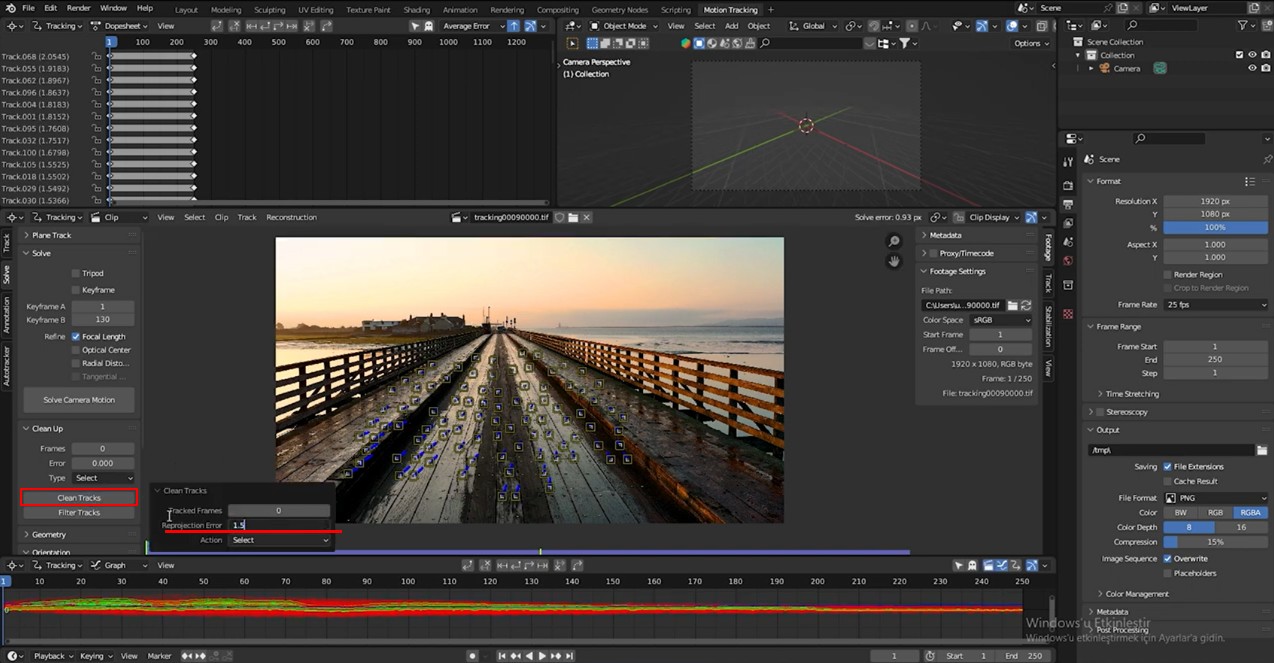 File Edit Render Window Help Layout Modeling Sculpting UV Editing Texture Paint Shading Animation Rendering Compositing Geometry Nodes Scripting Motion Tracking + Scene ViewLayer
Tracking Dopesheet View Average Error Object Mode View Select Add Object Global
1 100 200 300 400 500 600 700 800 900 1000 1100 1200
Options
Track.068 (2.0545)
Track.055 (1.9183)
Track.062 (1.8967)
Track.096 (1.8637)
Track.004 (1.8183)
Track.001 (1.8152)
Track.095 (1.7608)
Track.032 (1.7517)
Track.100 (1.6798)
Track.105 (1.5525)
Track.018 (1.5502)
Track.029 (1.5492)
Track.030 (1.5366)
Camera Perspective
(1) Collection
Scene Collection
Collection
Camera
Tracking Clip View Select Clip Track Reconstruction tracking00090000.tif Solve error: 0.93 px Clip Display
Track
Solve
Annotation
Autotracker
Plane Track
Solve
Tripod
Keyframe
Keyframe A 1
Keyframe B 130
Refine Focal Length
Optical Center
Radial Disto...
Tangential ...
Solve Camera Motion
Clean Up
Frames 0
Error 0.000
Type Select
Clean Tracks
Filter Tracks
Geometry
Orientation
Clean Tracks
Tracked Frames 0
Reprojection Error 1.5
Action Select
Metadata
Proxy/Timecode
Footage Settings
File Path:
C:\Users\u...90000.tif
Color Space sRGB
Start Frame 1
Frame Off... 0
1920 x 1080, RGB byte
Frame: 1 / 250
File: tracking00090000.tif
Footage
Track
Stabilization
View
Scene
Format
Resolution X 1920 px
Y 1080 px
% 100%
Aspect X 1.000
Y 1.000
Render Region
Crop to Render Region
Frame Rate 25 fps
Frame Range
Frame Start 1
End 250
Step 1
Time Stretching
Stereoscopy
Output
/tmp\
Saving File Extensions
Cache Result
File Format PNG
Color BW RGB RGBA
Color Depth 8 16
Compression 15%
Image Sequence Overwrite
Placeholders
Color Management
Metadata
Post Processing
Tracking Graph View
1 10 20 30 40 50 60 70 80 90 100 110 120 130 140 150 160 170 180 190 200 210 220 230 240 250
Windows'u Etkinleştir
Windows'u etkinleştirmek için Ayarlar'a gidin.
Playback Keying View Marker 1 Start 1 End 250